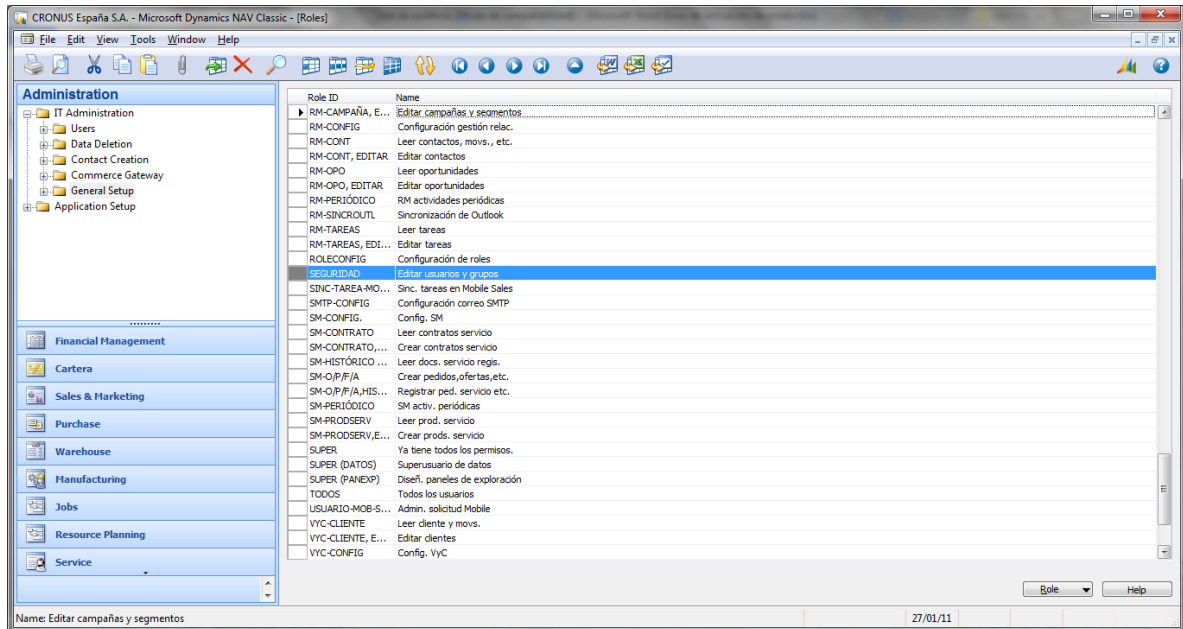 CRONUS España S.A. - Microsoft Dynamics NAV Classic - [Roles]
File Edit View Tools Window Help
Administration
IT Administration
Users
Data Deletion
Contact Creation
Commerce Gateway
General Setup
Application Setup
Financial Management
Cartera
Sales & Marketing
Purchase
Warehouse
Manufacturing
Jobs
Resource Planning
Service
Role ID Name
RM-CAMPAÑA, E... Editar campañas y segmentos
RM-CONFIG Configuración gestión relac.
RM-CONT Leer contactos, movs., etc.
RM-CONT, EDITAR Editar contactos
RM-OPO Leer oportunidades
RM-OPO, EDITAR Editar oportunidades
RM-PERIÓDICO RM actividades periódicas
RM-SINCROUTL Sincronización de Outlook
RM-TAREAS Leer tareas
RM-TAREAS, EDI... Editar tareas
ROLECONFIG Configuración de roles
SEGURIDAD Editar usuarios y grupos
SINC-TAREA-MO... Sinc. tareas en Mobile Sales
SMTP-CONFIG Configuración correo SMTP
SM-CONFIG. Config. SM
SM-CONTRATO Leer contratos servicio
SM-CONTRATO,... Crear contratos servicio
SM-HISTÓRICO ... Leer docs. servicio regis.
SM-O/P/F/A Crear pedidos,ofertas,etc.
SM-O/P/F/A,HIS... Registrar ped. servicio etc.
SM-PERIÓDICO SM activ. periódicas
SM-PRODSERV Leer prod. servicio
SM-PRODSERV,E... Crear prods. servicio
SUPER Ya tiene todos los permisos.
SUPER (DATOS) Superusuario de datos
SUPER (PANEXP) Diseñ. paneles de exploración
TODOS Todos los usuarios
USUARIO-MOB-S... Admin. solicitud Mobile
VYC-CLIENTE Leer cliente y movs.
VYC-CLIENTE, E... Editar clientes
VYC-CONFIG Config. VyC
Role Help
Name: Editar campañas y segmentos 27/01/11